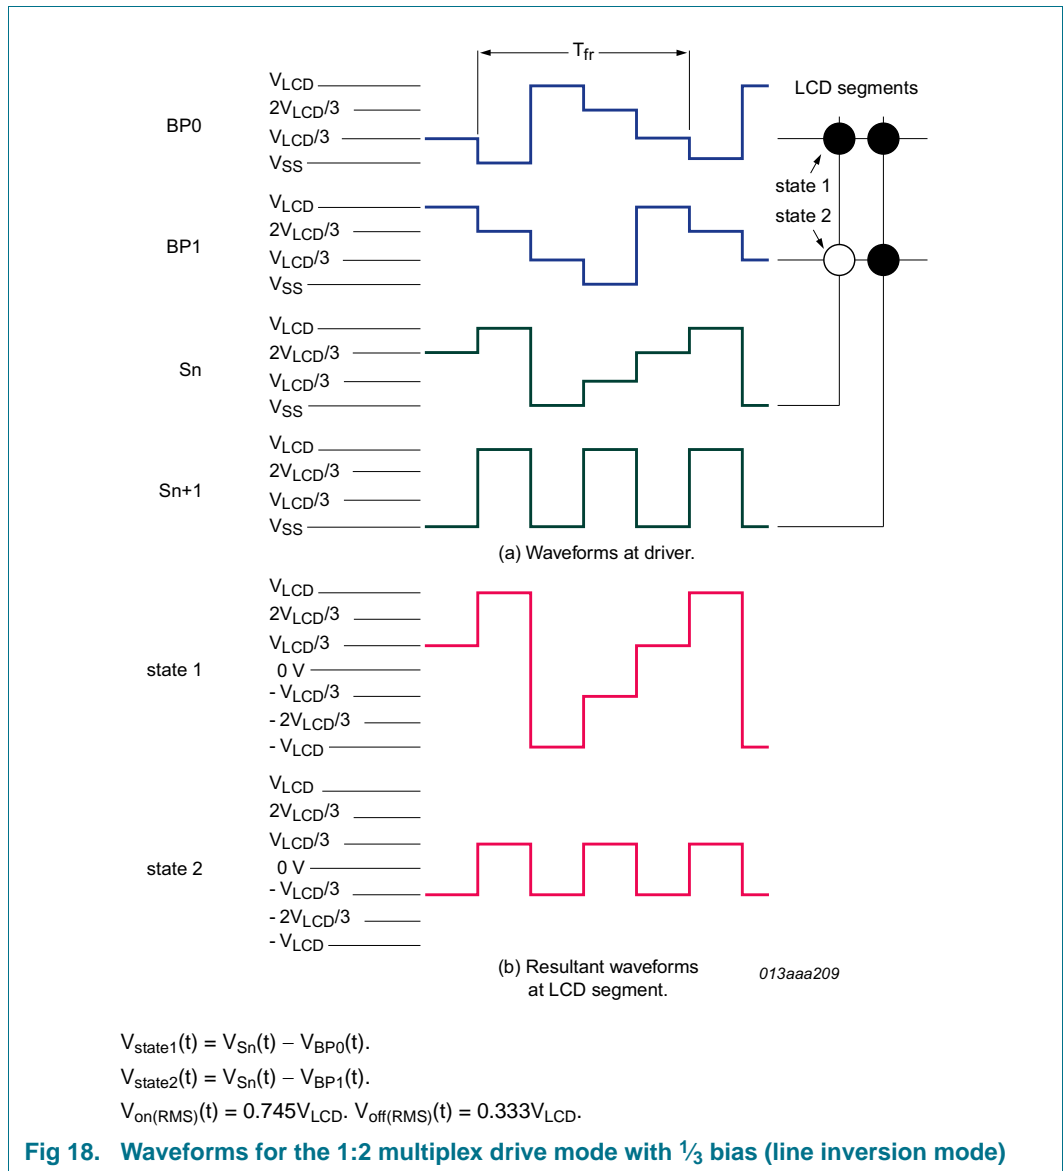 Tfr
VLCD
2VLCD/3
BP0
VLCD/3
VSS
LCD segments
state 1
state 2
VLCD
2VLCD/3
BP1
VLCD/3
VSS
VLCD
2VLCD/3
Sn
VLCD/3
VSS
VLCD
2VLCD/3
Sn+1
VLCD/3
VSS
(a) Waveforms at driver.
VLCD
2VLCD/3
VLCD/3
state 1
0 V
- VLCD/3
- 2VLCD/3
- VLCD
VLCD
2VLCD/3
VLCD/3
state 2
0 V
- VLCD/3
- 2VLCD/3
- VLCD
(b) Resultant waveforms
at LCD segment.
013aaa209
Vstate1(t) = VSn(t) − VBP0(t).
Vstate2(t) = VSn(t) − VBP1(t).
Von(RMS)(t) = 0.745VLCD. Voff(RMS)(t) = 0.333VLCD.
Fig 18. Waveforms for the 1:2 multiplex drive mode with 1⁄3 bias (line inversion mode)